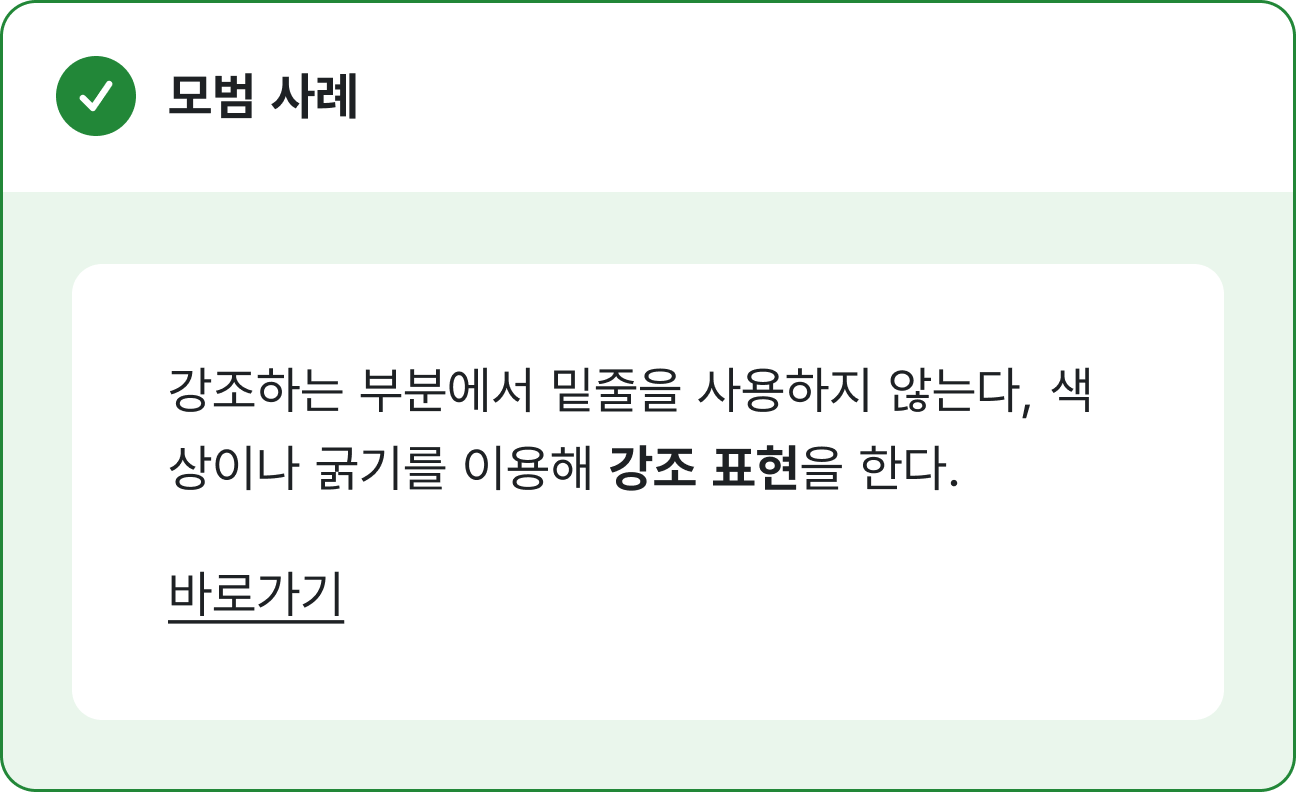 모범 사례
강조하는 부분에서 밑줄을 사용하지 않는다, 색
상이나 굵기를 이용해 강조 표현을 한다.
바로가기